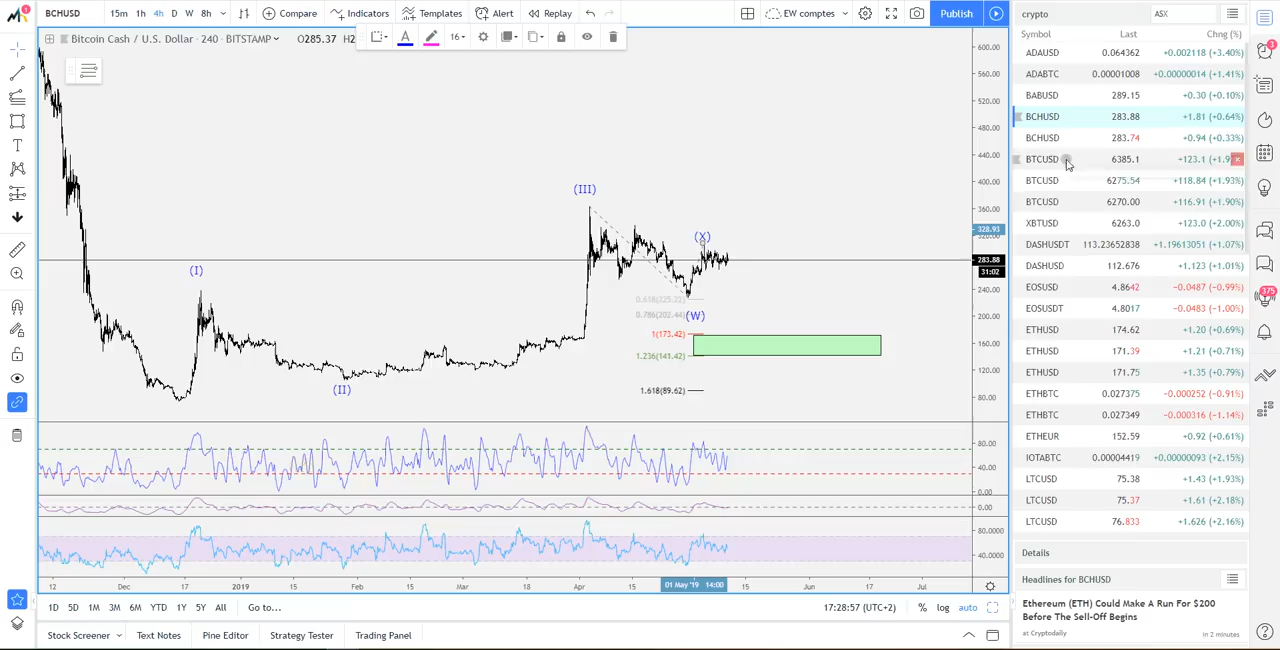 1
BCHUSD 15m 1h 4h D W 8h Compare Indicators Templates Alert Replay EW comptes Publish
crypto ASX
Symbol Last Chng (%)
Bitcoin Cash / U.S. Dollar · 240 · BITSTAMP O285.37 H2
16
ADAUSD 0.064362 +0.002118 (+3.40%)
ADABTC 0.00001008 +0.00000014 (+1.41%)
BABUSD 289.15 +0.30 (+0.10%)
BCHUSD 283.88 +1.81 (+0.64%)
BCHUSD 283.74 +0.94 (+0.33%)
BTCUSD 6385.1 +123.1 (+1.9
BTCUSD 6275.54 +118.84 (+1.93%)
BTCUSD 6270.00 +116.91 (+1.90%)
XBTUSD 6263.0 +123.0 (+2.00%)
DASHUSDT 113.23652838 +1.19613051 (+1.07%)
DASHUSD 112.676 +1.123 (+1.01%)
EOSUSD 4.8642 −0.0487 (−0.99%)
EOSUSDT 4.8017 −0.0483 (−1.00%)
ETHUSD 174.62 +1.20 (+0.69%)
ETHUSD 171.39 +1.21 (+0.71%)
ETHUSD 171.75 +1.35 (+0.79%)
ETHBTC 0.027375 −0.000252 (−0.91%)
ETHBTC 0.027349 −0.000316 (−1.14%)
ETHEUR 152.59 +0.92 (+0.61%)
IOTABTC 0.00004419 +0.00000093 (+2.15%)
LTCUSD 75.38 +1.43 (+1.93%)
LTCUSD 75.37 +1.61 (+2.18%)
LTCUSD 76.833 +1.626 (+2.16%)
Details
Headlines for BCHUSD
Ethereum (ETH) Could Make A Run For $200
Before The Sell-Off Begins
at Cryptodaily in 2 minutes
3
375
600.00
560.00
520.00
480.00
440.00
400.00
360.00
328.93
283.88
31:02
240.00
200.00
160.00
120.00
80.00
(III)
(X)
(I)
0.618(225.22)
0.786(202.44) (W)
1(173.42)
1.236(141.42)
(II)
1.618(89.62)
80.00
40.00
0.00
0.00
80.0000
40.0000
12 Dec 17 2019 15 Feb 15 Mar 18 Apr 15 01 May '19 14:00 15 Jun 17 Jul
1D 5D 1M 3M 6M YTD 1Y 5Y All Go to... 17:28:57 (UTC+2) % log auto
Stock Screener Text Notes Pine Editor Strategy Tester Trading Panel